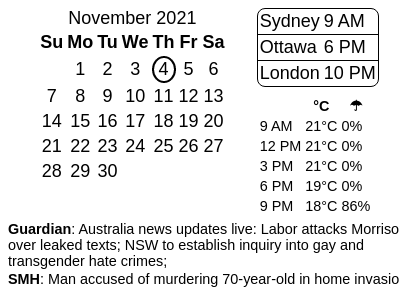 November 2021
Su Mo Tu We Th Fr Sa
1 2 3 4 5 6
7 8 9 10 11 12 13
14 15 16 17 18 19 20
21 22 23 24 25 26 27
28 29 30
Sydney 9 AM
Ottawa 6 PM
London 10 PM
°C ☂
9 AM 21°C 0%
12 PM 21°C 0%
3 PM 21°C 0%
6 PM 19°C 0%
9 PM 18°C 86%
Guardian: Australia news updates live: Labor attacks Morriso
over leaked texts; NSW to establish inquiry into gay and
transgender hate crimes;
SMH: Man accused of murdering 70-year-old in home invasio